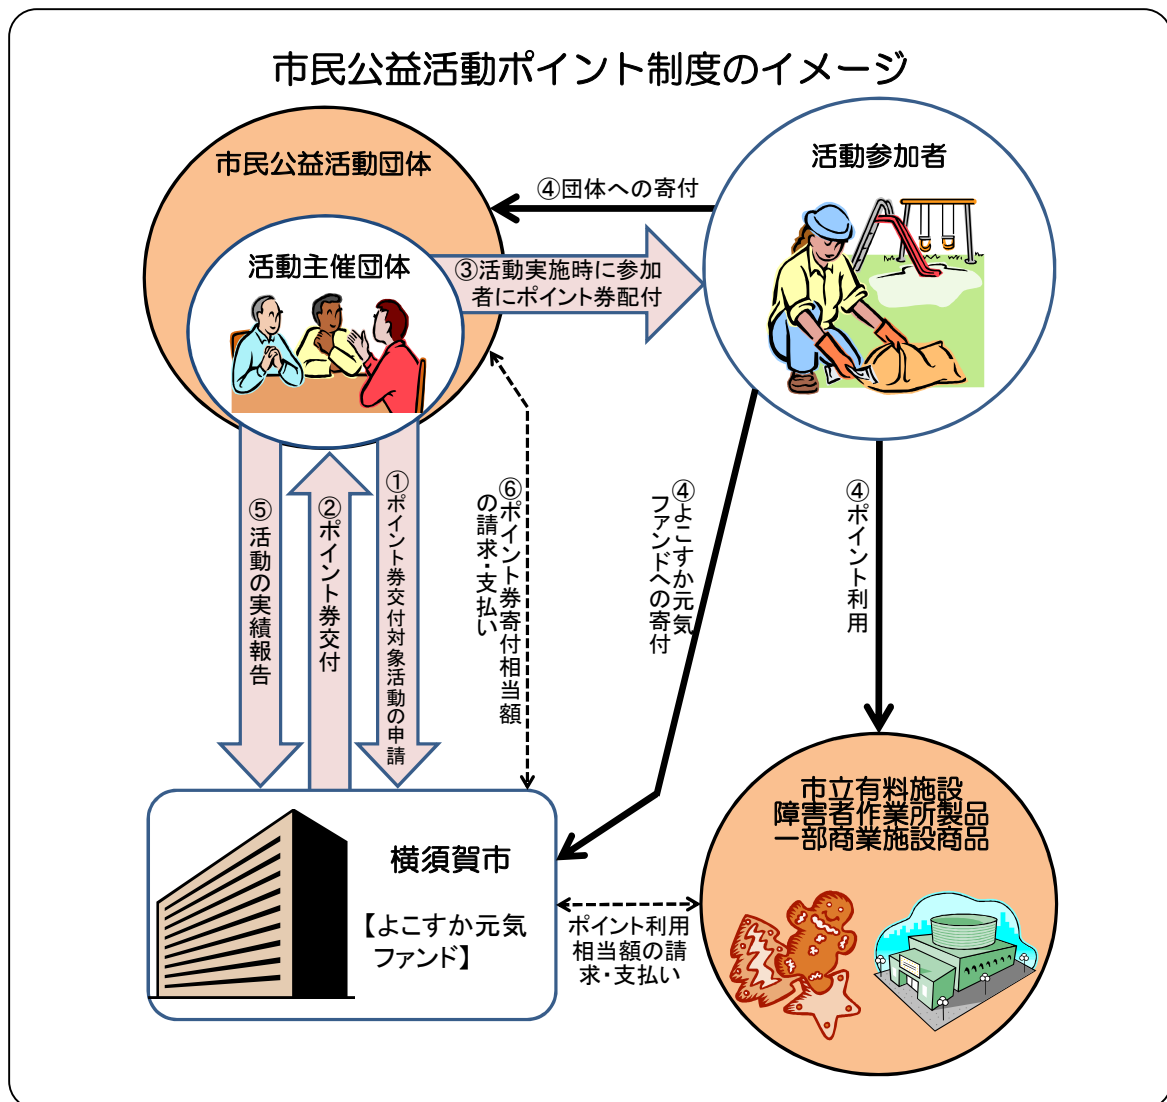 市民公益活動ポイント制度のイメージ
市民公益活動団体
活動参加者
④団体への寄付
活動主催団体
③活動実施時に参加
者にポイント券配付
①ポイント券交付対象活動の申請
②ポイント券交付
⑤活動の実績報告
⑥ポイント券寄付相当額
の請求・支払い
④よこすか元気
ファンドへの寄付
④ポイント利用
市立有料施設
障害者作業所製品
一部商業施設商品
横須賀市
【よこすか元気
ファンド】
ポイント利用
相当額の請
求・支払い